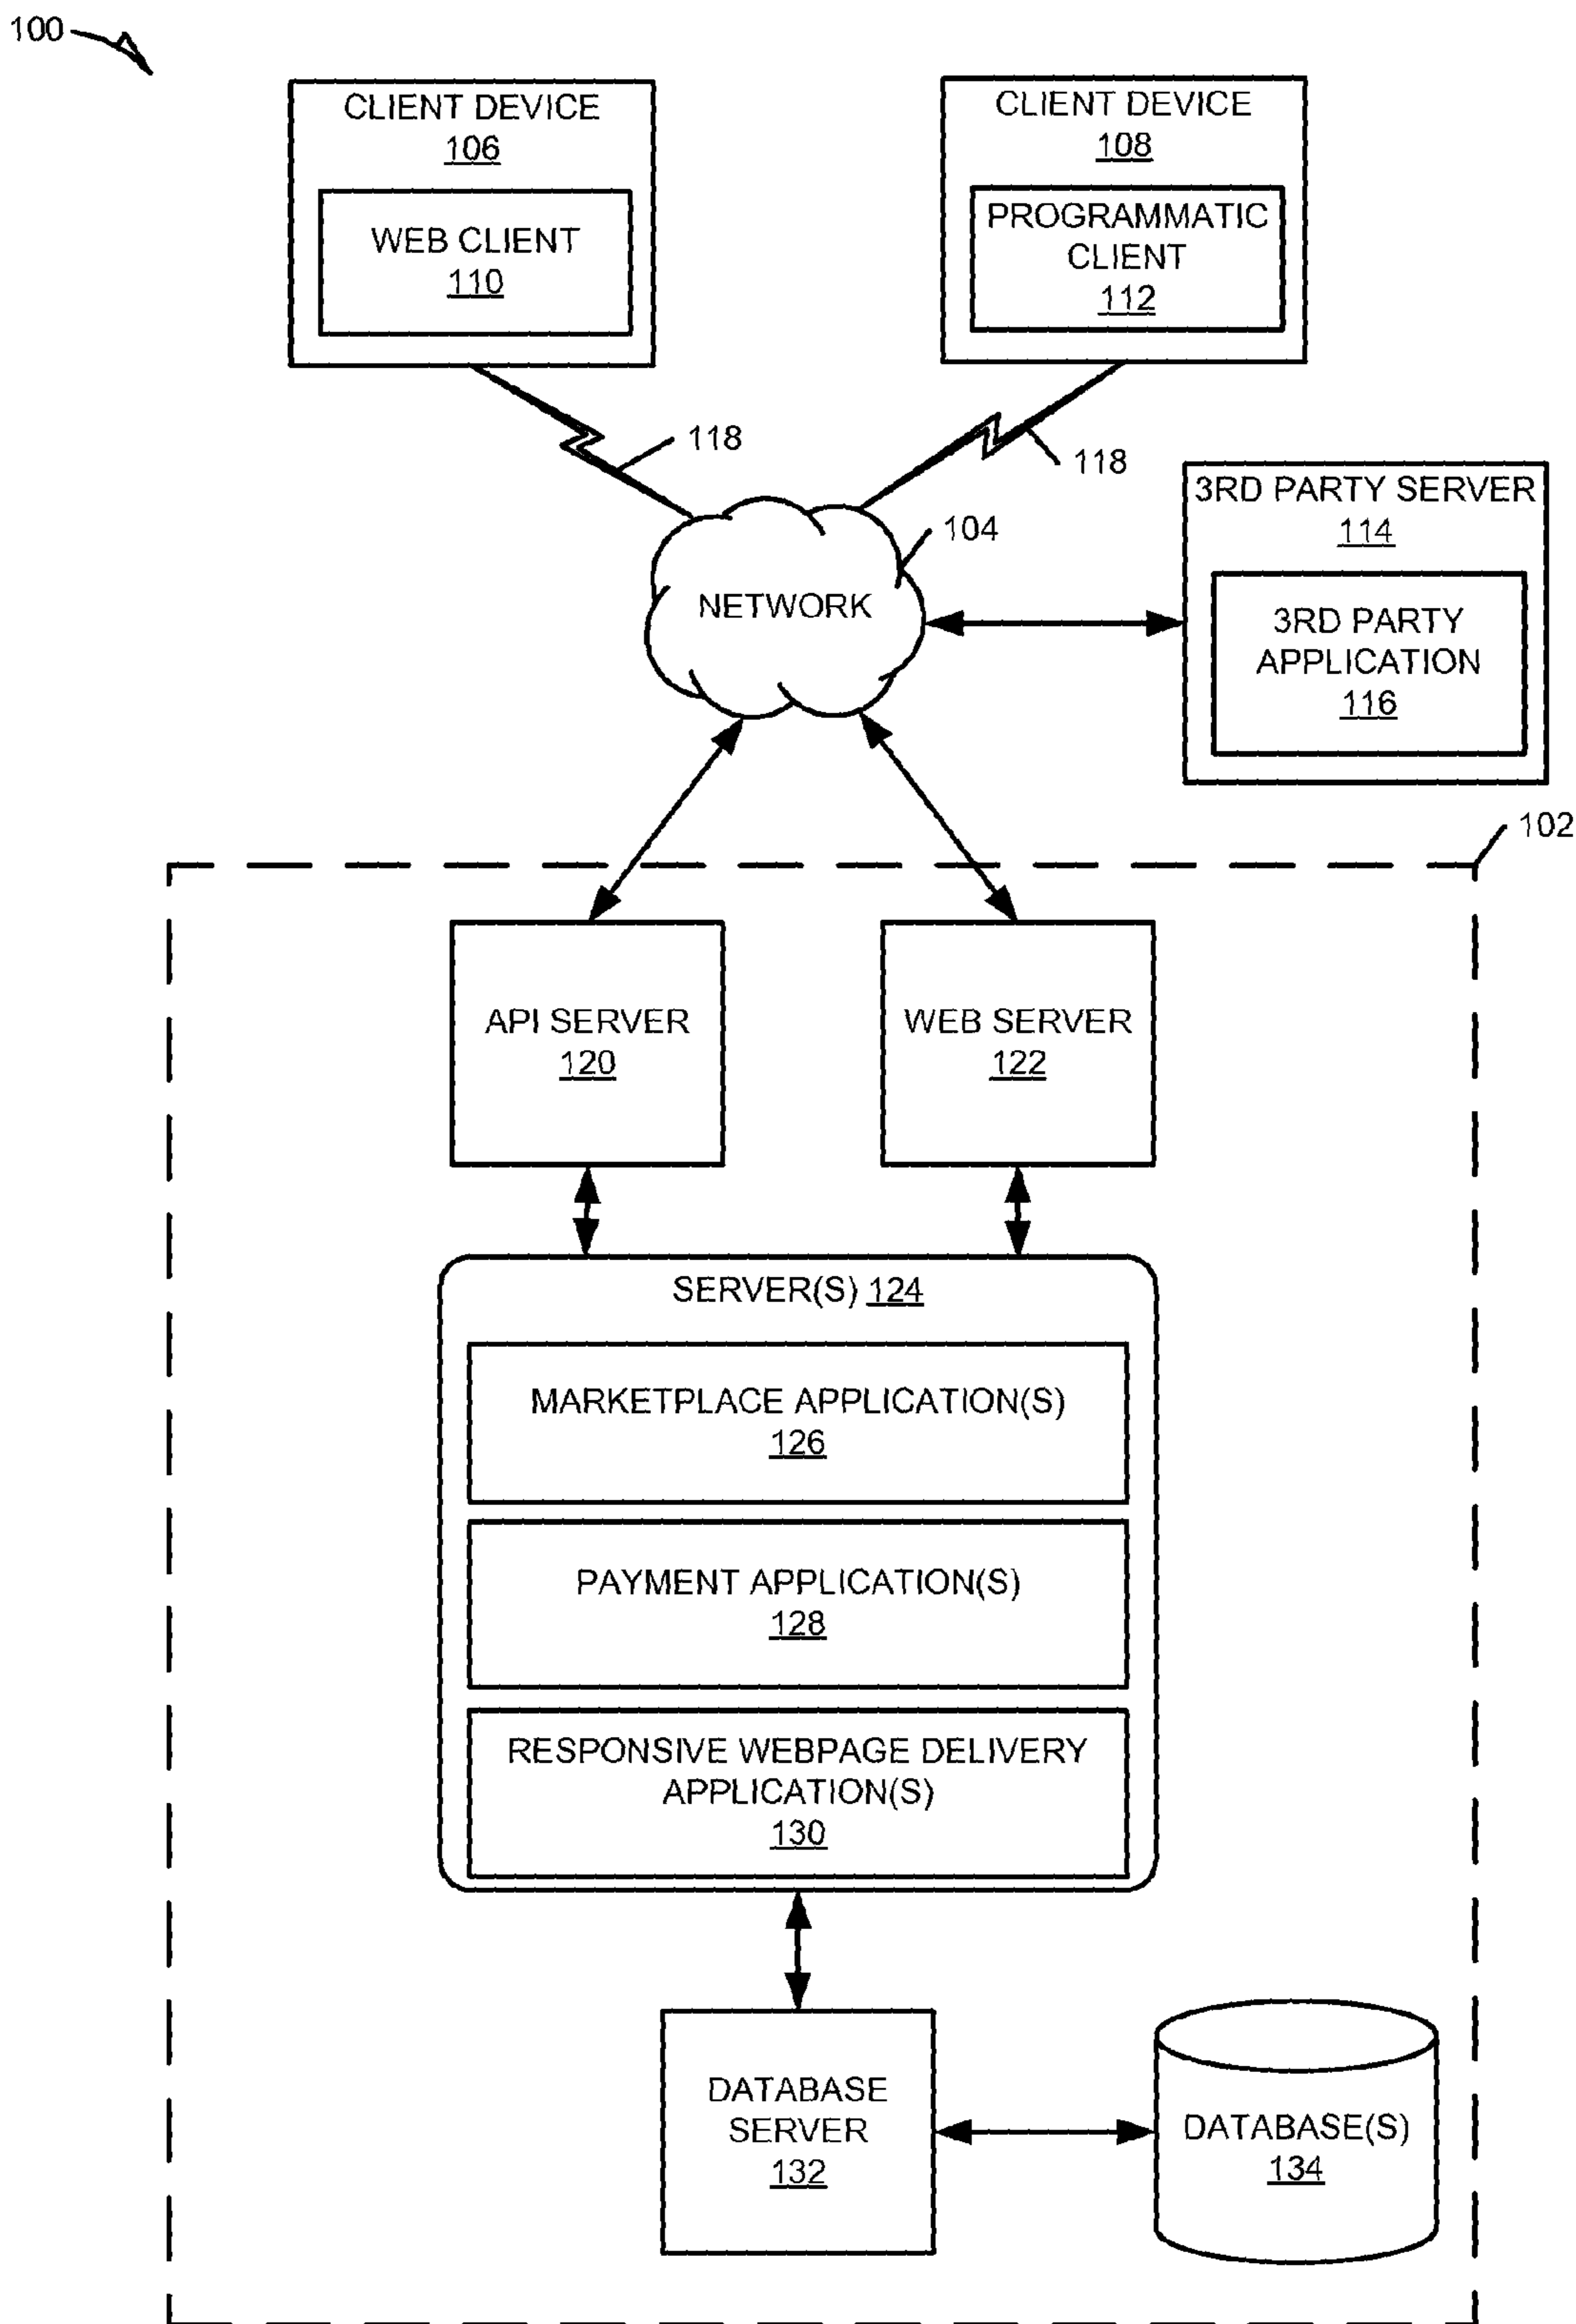 100
CLIENT DEVICE
106
WEB CLIENT
110
CLIENT DEVICE
108
PROGRAMMATIC
CLIENT
112
118
118
3RD PARTY SERVER
114
3RD PARTY
APPLICATION
116
104
NETWORK
102
API SERVER
120
WEB SERVER
122
SERVER(S) 124
MARKETPLACE APPLICATION(S)
126
PAYMENT APPLICATION(S)
128
RESPONSIVE WEBPAGE DELIVERY
APPLICATION(S)
130
DATABASE
SERVER
132
DATABASE(S)
134